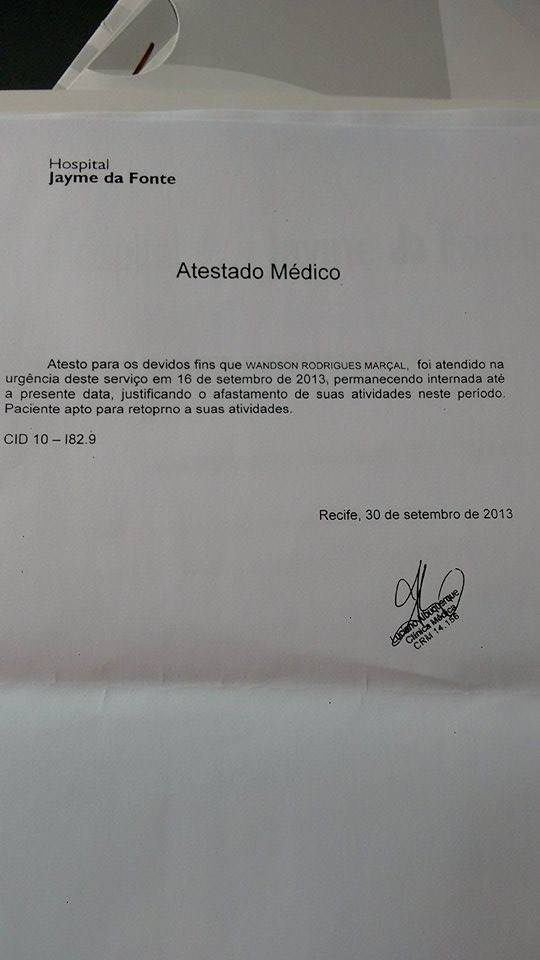 Hospital
Jayme da Fonte
Atestado Médico
Atesto para os devidos fins que WANDSON RODRIGUES MARÇAL, foi atendido na
urgência deste serviço em 16 de setembro de 2013, permanecendo internada até
a presente data, justificando o afastamento de suas atividades neste período.
Paciente apto para retoprno a suas atividades.
CID 10 – I82.9
Recife, 30 de setembro de 2013
Luciano Albuquerque
Clínica Médica
CRM 14.156